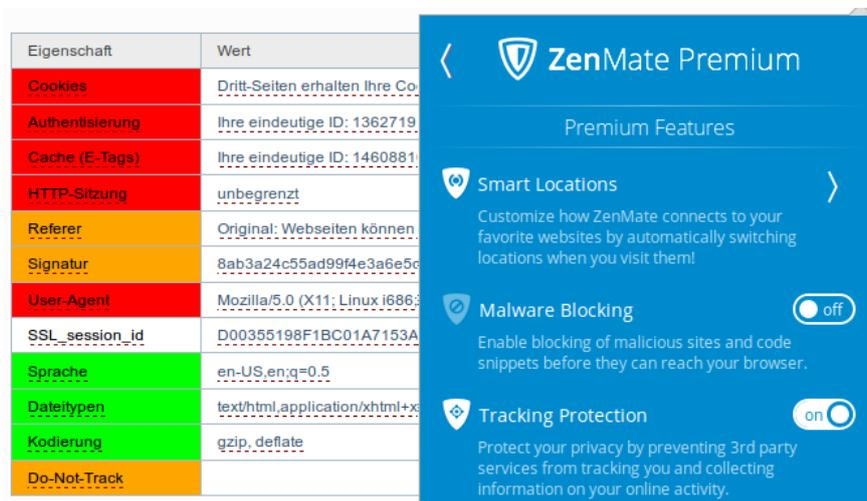 Eigenschaft Wert
Cookies Dritt-Seiten erhalten Ihre
Authentisierung Ihre eindeutige ID: 1362719
Cache (E-Tags) Ihre eindeutige ID: 1460881
HTTP-Sitzung unbegrenzt
Referer Original: Webseiten können
Signatur 8ab3a24c55ad99f4e3a6e5
User-Agent Mozilla/5.0 (X11; Linux i686;
SSL_session_id D00355198F1BC01A7153A
Sprache en-US,en;q=0.5
Dateitypen text/html,application/xhtml+x
Kodierung gzip, deflate
Do-Not-Track
ZenMate Premium
Premium Features
Smart Locations
Customize how ZenMate connects to your
favorite websites by automatically switching
locations when you visit them!
Malware Blocking off
Enable blocking of malicious sites and code
snippets before they can reach your browser.
Tracking Protection on
Protect your privacy by preventing 3rd party
services from tracking you and collecting
information on your online activity.